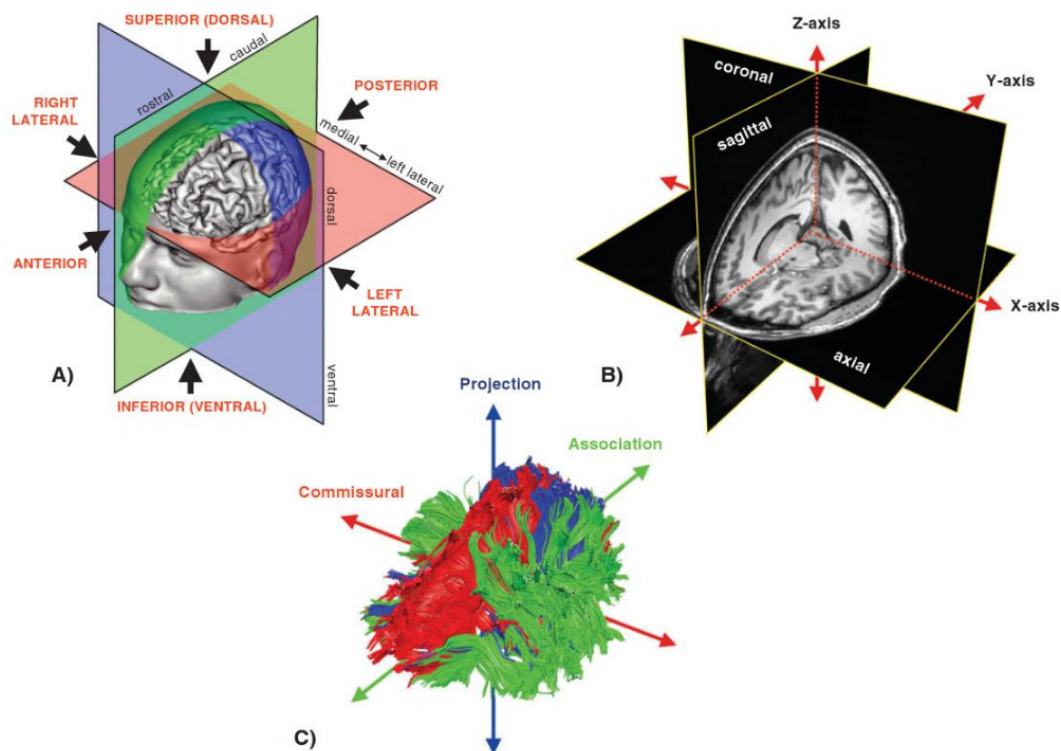 SUPERIOR (DORSAL)
caudal
rostral
POSTERIOR
RIGHT
LATERAL
medial
left lateral
dorsal
ANTERIOR
LEFT
LATERAL
ventral
A)
INFERIOR (VENTRAL)
Z-axis
coronal
Y-axis
sagittal
X-axis
axial
B)
Projection
Association
Commissural
C)